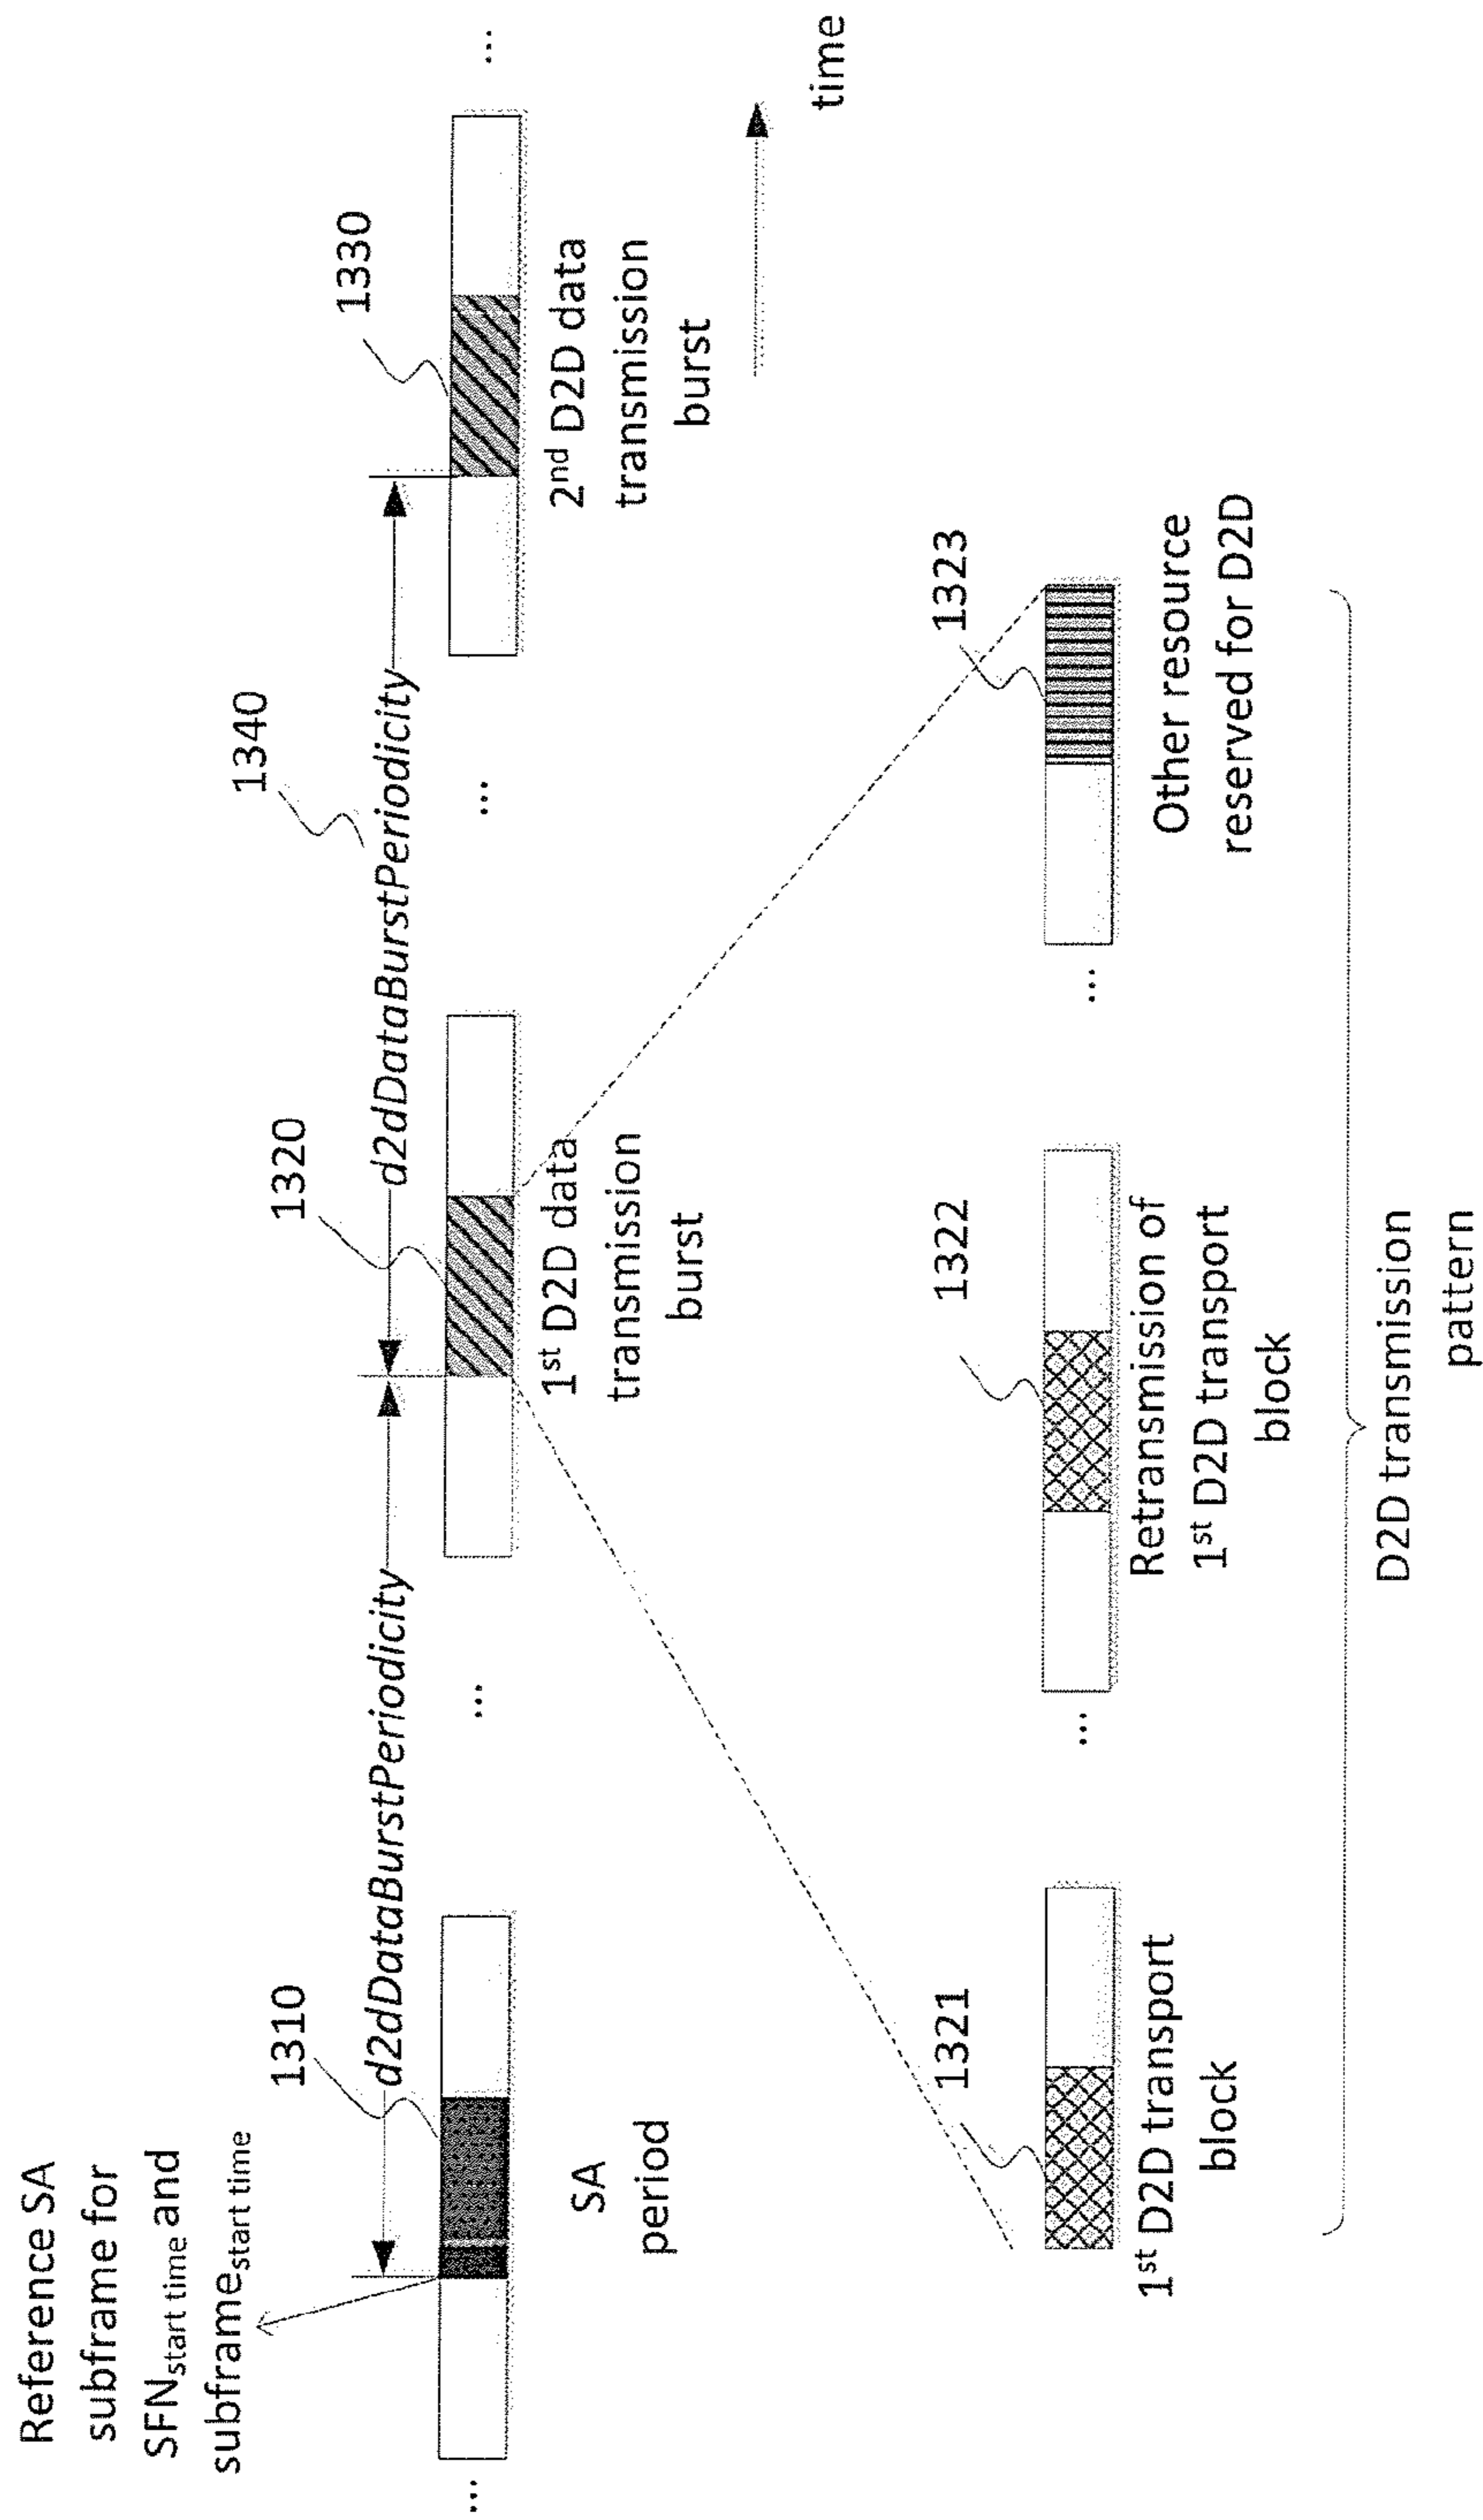 Reference SA
subframe for
SFNstart time and
subframestart time
1310
1320
1340
1330
d2dDataBurstPeriodicity
d2dDataBurstPeriodicity
...
...
...
...
SA
period
1st D2D data
transmission
burst
2nd D2D data
transmission
burst
time
1321
1322
1323
...
...
1st D2D transport
block
Retransmission of
1st D2D transport
block
Other resource
reserved for D2D
D2D transmission
pattern